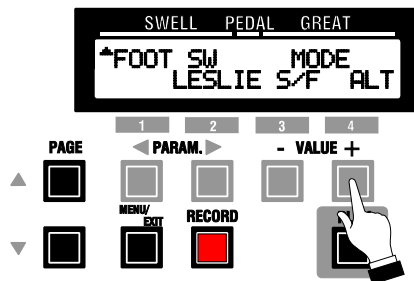 SWELL PEDAL GREAT
FOOT SW MODE
LESLIE S/F ALT
1 2 3 4
PAGE PARAM. - VALUE +
MENU/
EXIT RECORD